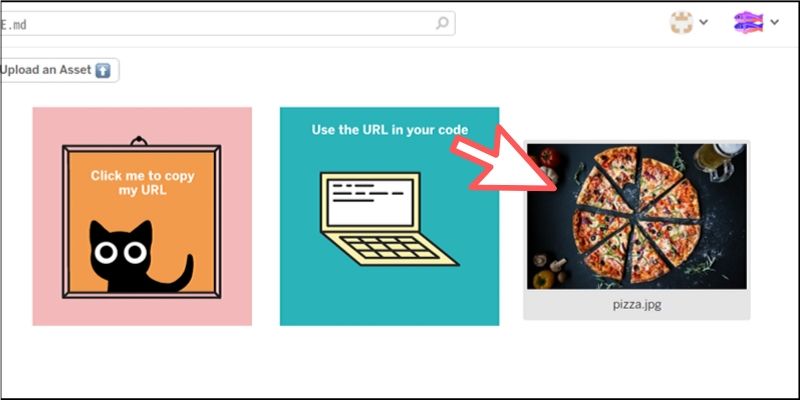 E.md
Upload an Asset
Click me to copy
my URL
Use the URL in your code
pizza.jpg